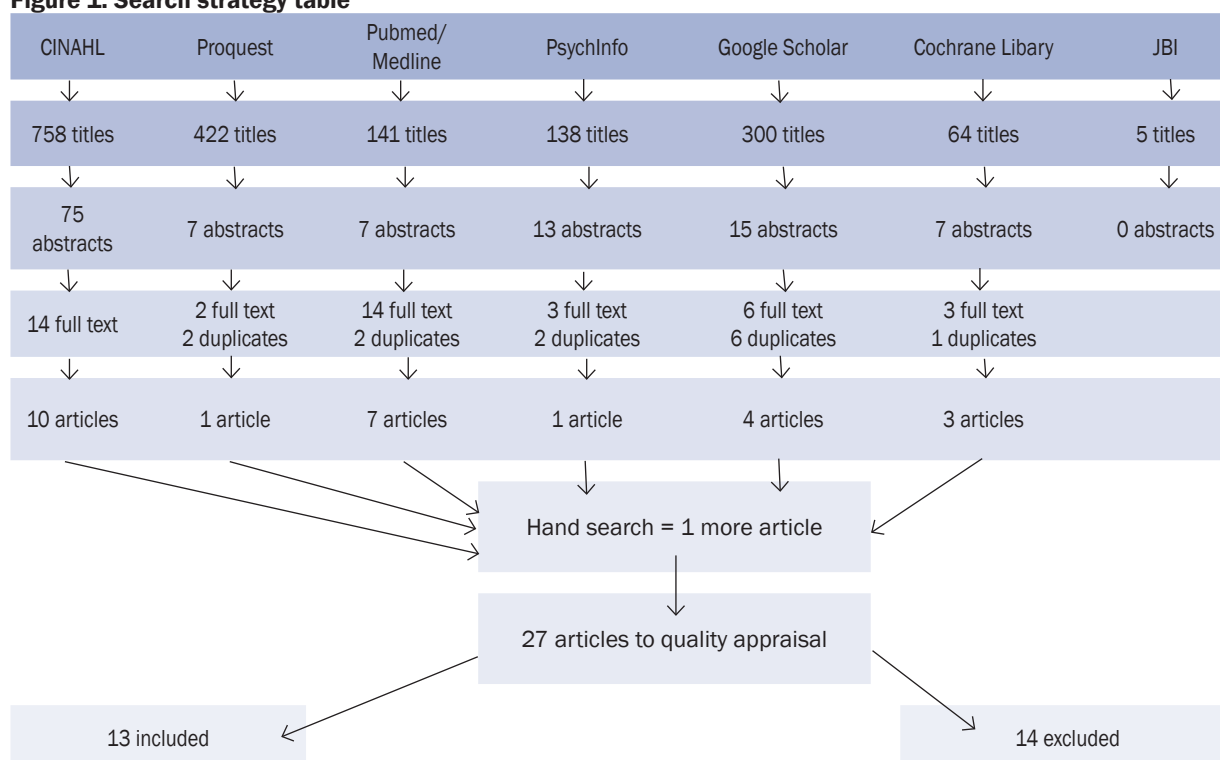 Figure 1. Search strategy table
CINAHL
Proquest
Pubmed/
Medline
PsychInfo
Google Scholar
Cochrane Libary
JBI
758 titles
422 titles
141 titles
138 titles
300 titles
64 titles
5 titles
75
abstracts
7 abstracts
7 abstracts
13 abstracts
15 abstracts
7 abstracts
0 abstracts
14 full text
2 full text
2 duplicates
14 full text
2 duplicates
3 full text
2 duplicates
6 full text
6 duplicates
3 full text
1 duplicates
10 articles
1 article
7 articles
1 article
4 articles
3 articles
Hand search = 1 more article
27 articles to quality appraisal
13 included
14 excluded